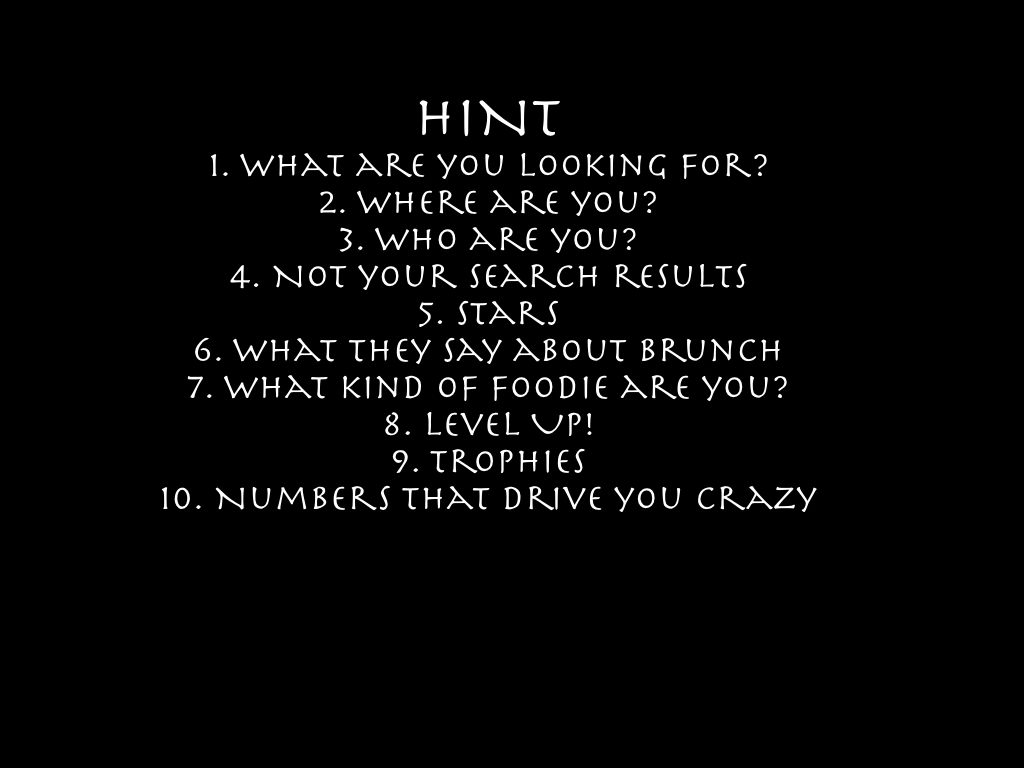 HINT
1. What are you looking for?
2. Where are you?
3. Who are you?
4. Not your search results
5. Stars
6. What they say about brunch
7. What kind of foodie are you?
8. Level Up!
9. Trophies
10. Numbers that drive you crazy